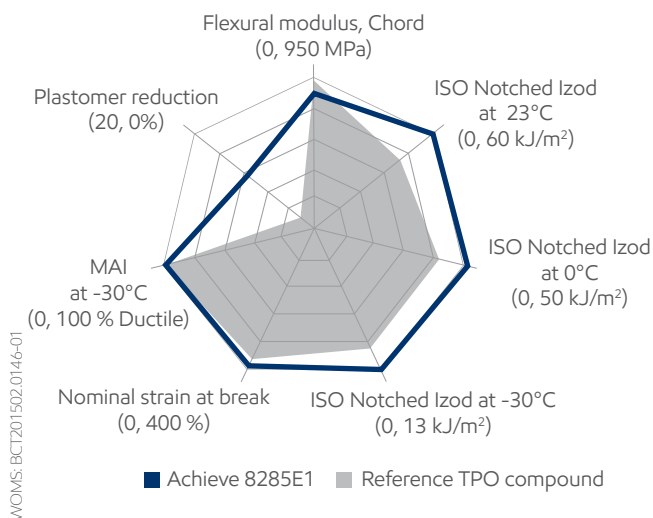 Flexural modulus, Chord
(0, 950 MPa)
ISO Notched Izod
at 23°C
(0, 60 kJ/m²)
Plastomer reduction
(20, 0%)
ISO Notched Izod
at 0°C
(0, 50 kJ/m²)
MAI
at -30°C
(0, 100 % Ductile)
Nominal strain at break
(0, 400 %)
ISO Notched Izod at -30°C
(0, 13 kJ/m²)
Achieve 8285E1
Reference TPO compound
WOMS: BCT201502.0146-01